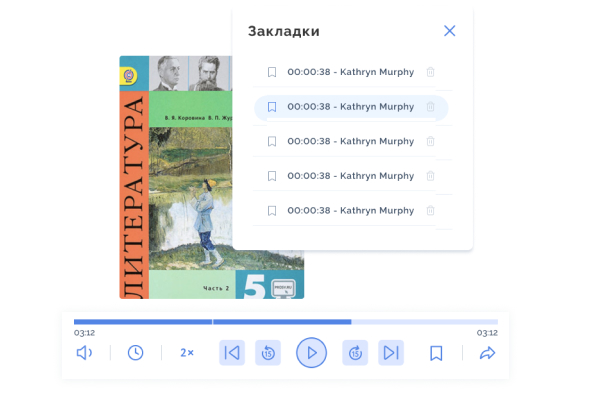 Закладки
00:00:38 - Kathryn Murphy
00:00:38 - Kathryn Murphy
00:00:38 - Kathryn Murphy
00:00:38 - Kathryn Murphy
00:00:38 - Kathryn Murphy
В. Я. Коровина В. П. Жур
ЛИТЕРАТУРА
Часть 2
5
03:12
03:12
2×
15
15